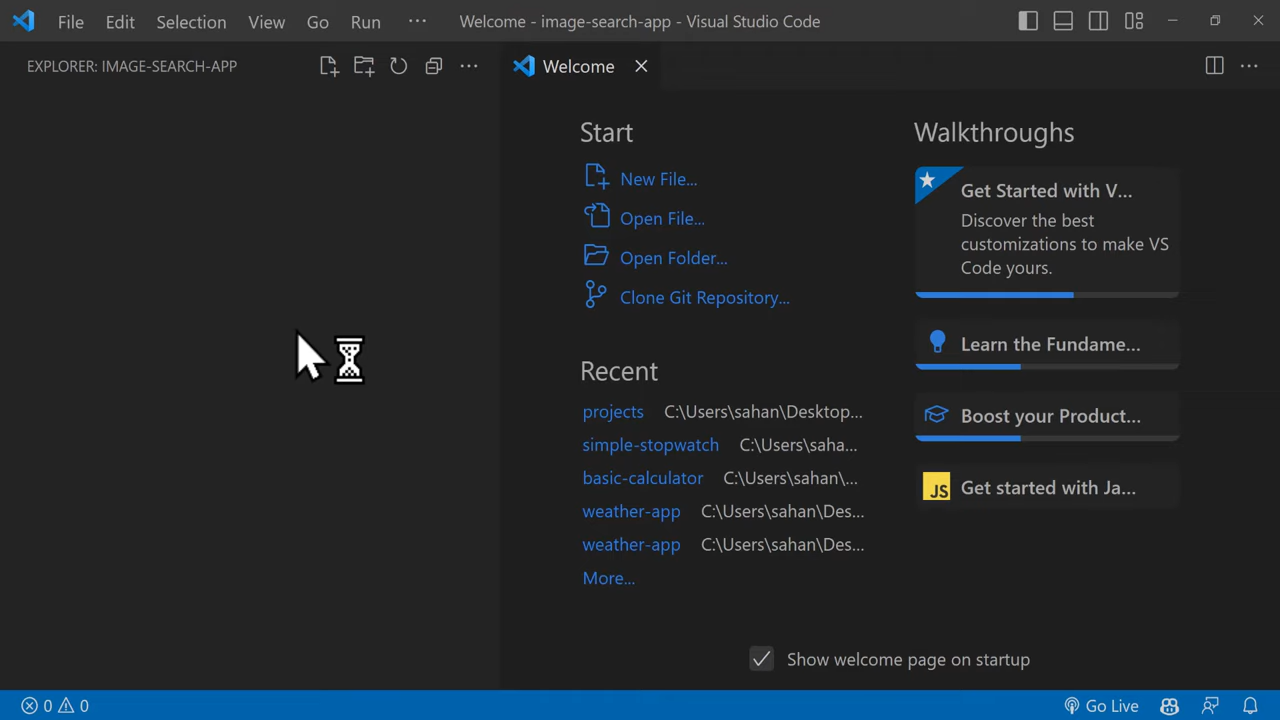 File Edit Selection View Go Run ··· Welcome - image-search-app - Visual Studio Code
EXPLORER: IMAGE-SEARCH-APP
Welcome
Start
New File...
Open File...
Open Folder...
Clone Git Repository...
Recent
projects C:\Users\sahan\Desktop...
simple-stopwatch C:\Users\saha...
basic-calculator C:\Users\sahan\...
weather-app C:\Users\sahan\Des...
weather-app C:\Users\sahan\Des...
More...
Walkthroughs
Get Started with V...
Discover the best
customizations to make VS
Code yours.
Learn the Fundame...
Boost your Product...
JS Get started with Ja...
Show welcome page on startup
0 0 Go Live